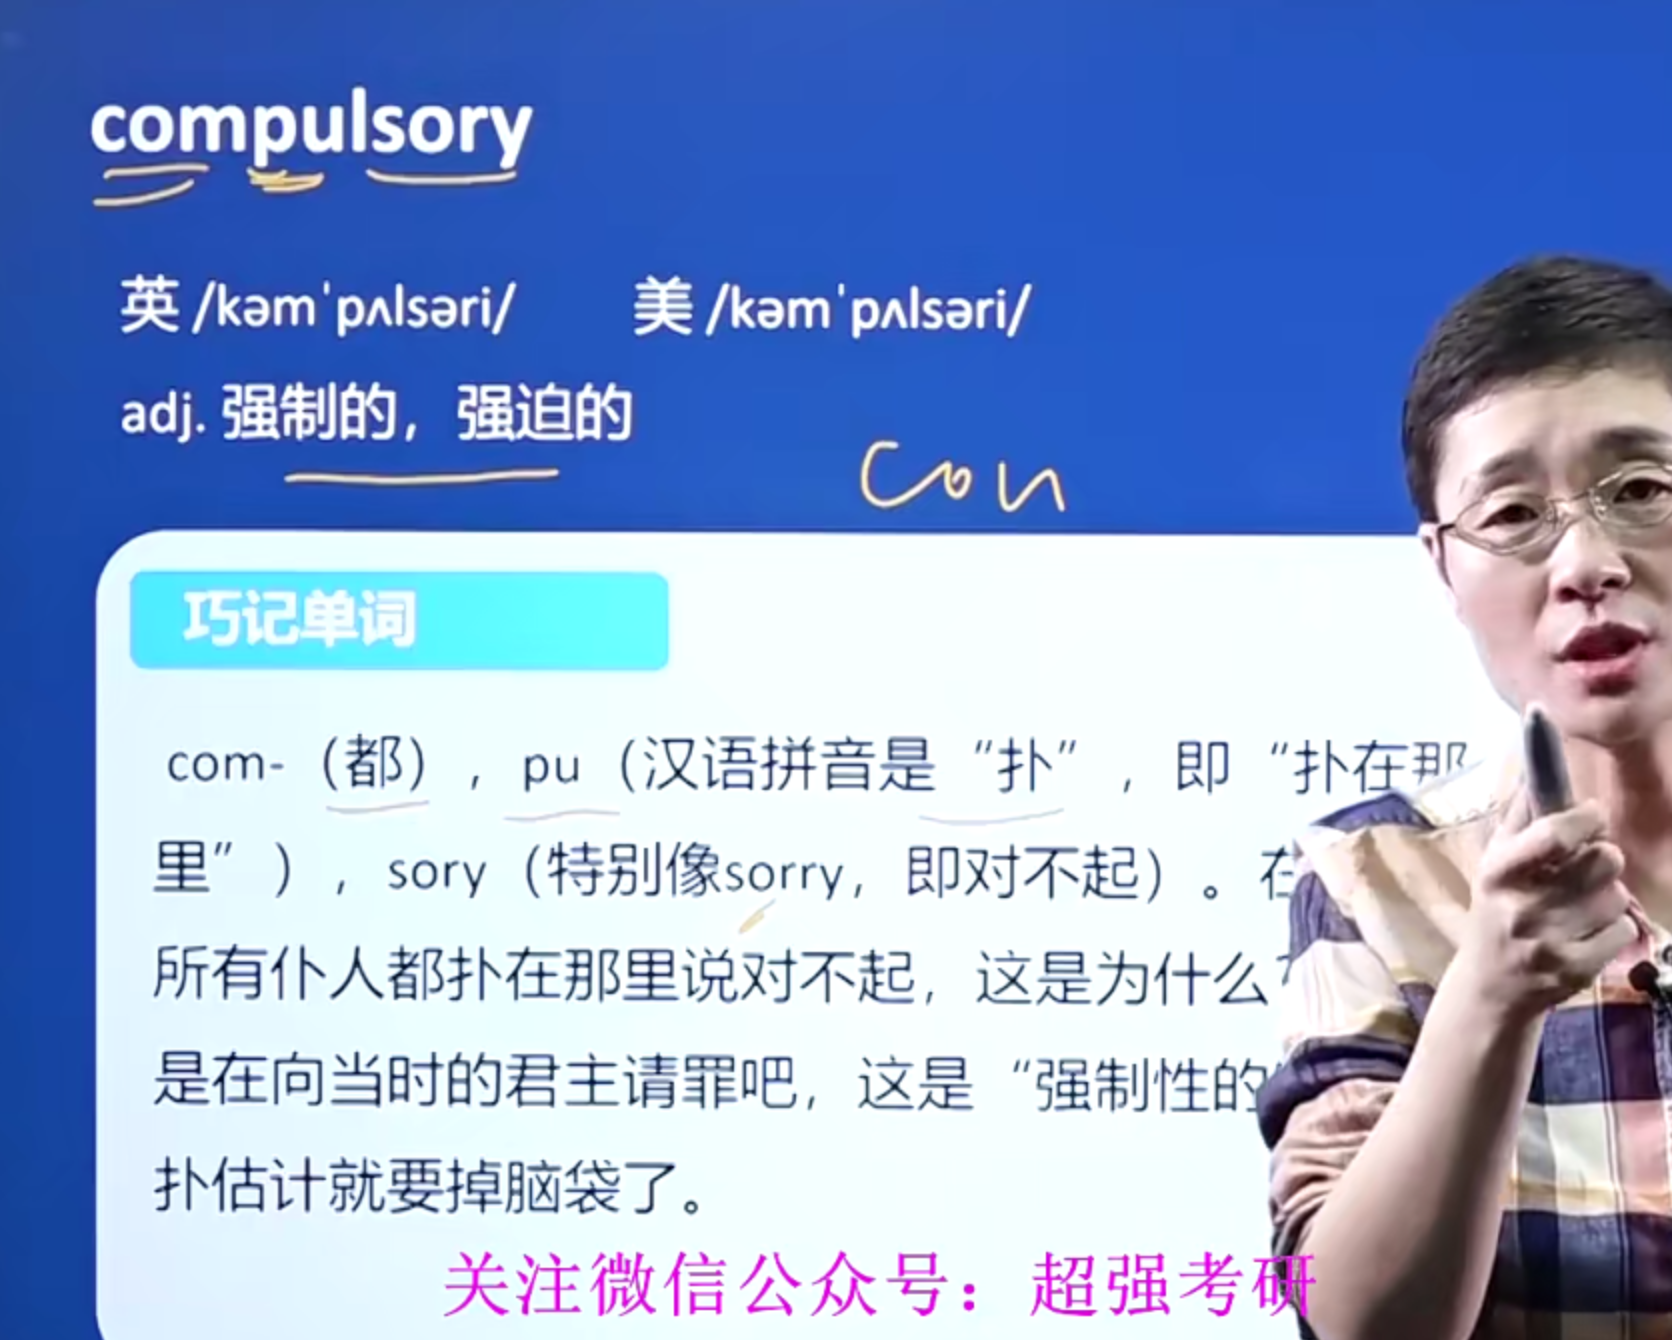 compulsory
英 /kəmˈpʌlsəri/ 美 /kəmˈpʌlsəri/
adj. 强制的，强迫的
con
巧记单词
com-（都），pu（汉语拼音是“扑”，即“扑在那
里”），sory（特别像sorry，即对不起）。在
所有仆人都扑在那里说对不起，这是为什么？
是在向当时的君主请罪吧，这是“强制性的
扑估计就要掉脑袋了。
关注微信公众号：超强考研